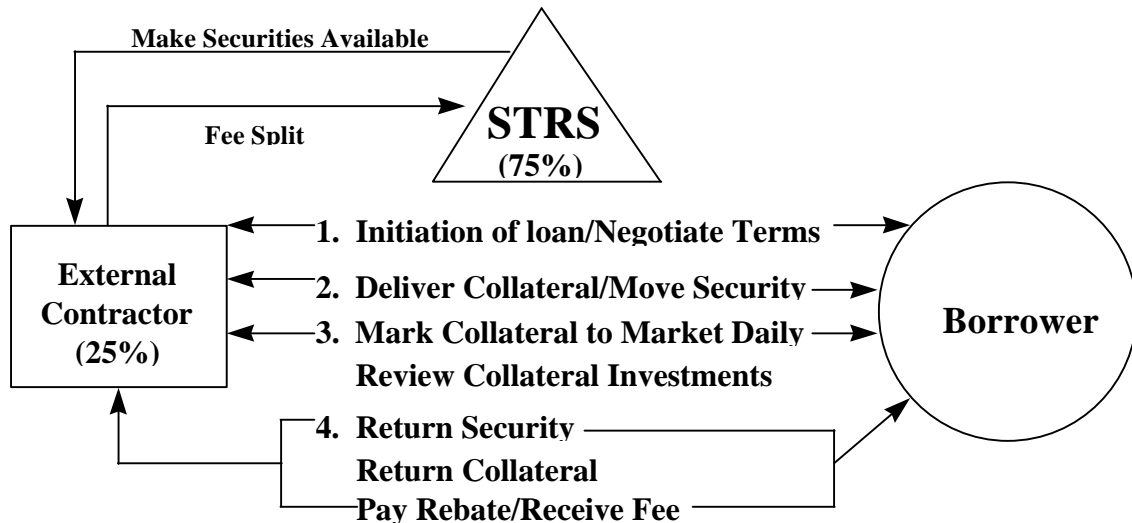 Make Securities Available
Fee Split
STRS
(75%)
External
Contractor
(25%)
1. Initiation of loan/Negotiate Terms
2. Deliver Collateral/Move Security
3. Mark Collateral to Market Daily
Review Collateral Investments
4. Return Security
Return Collateral
Pay Rebate/Receive Fee
Borrower